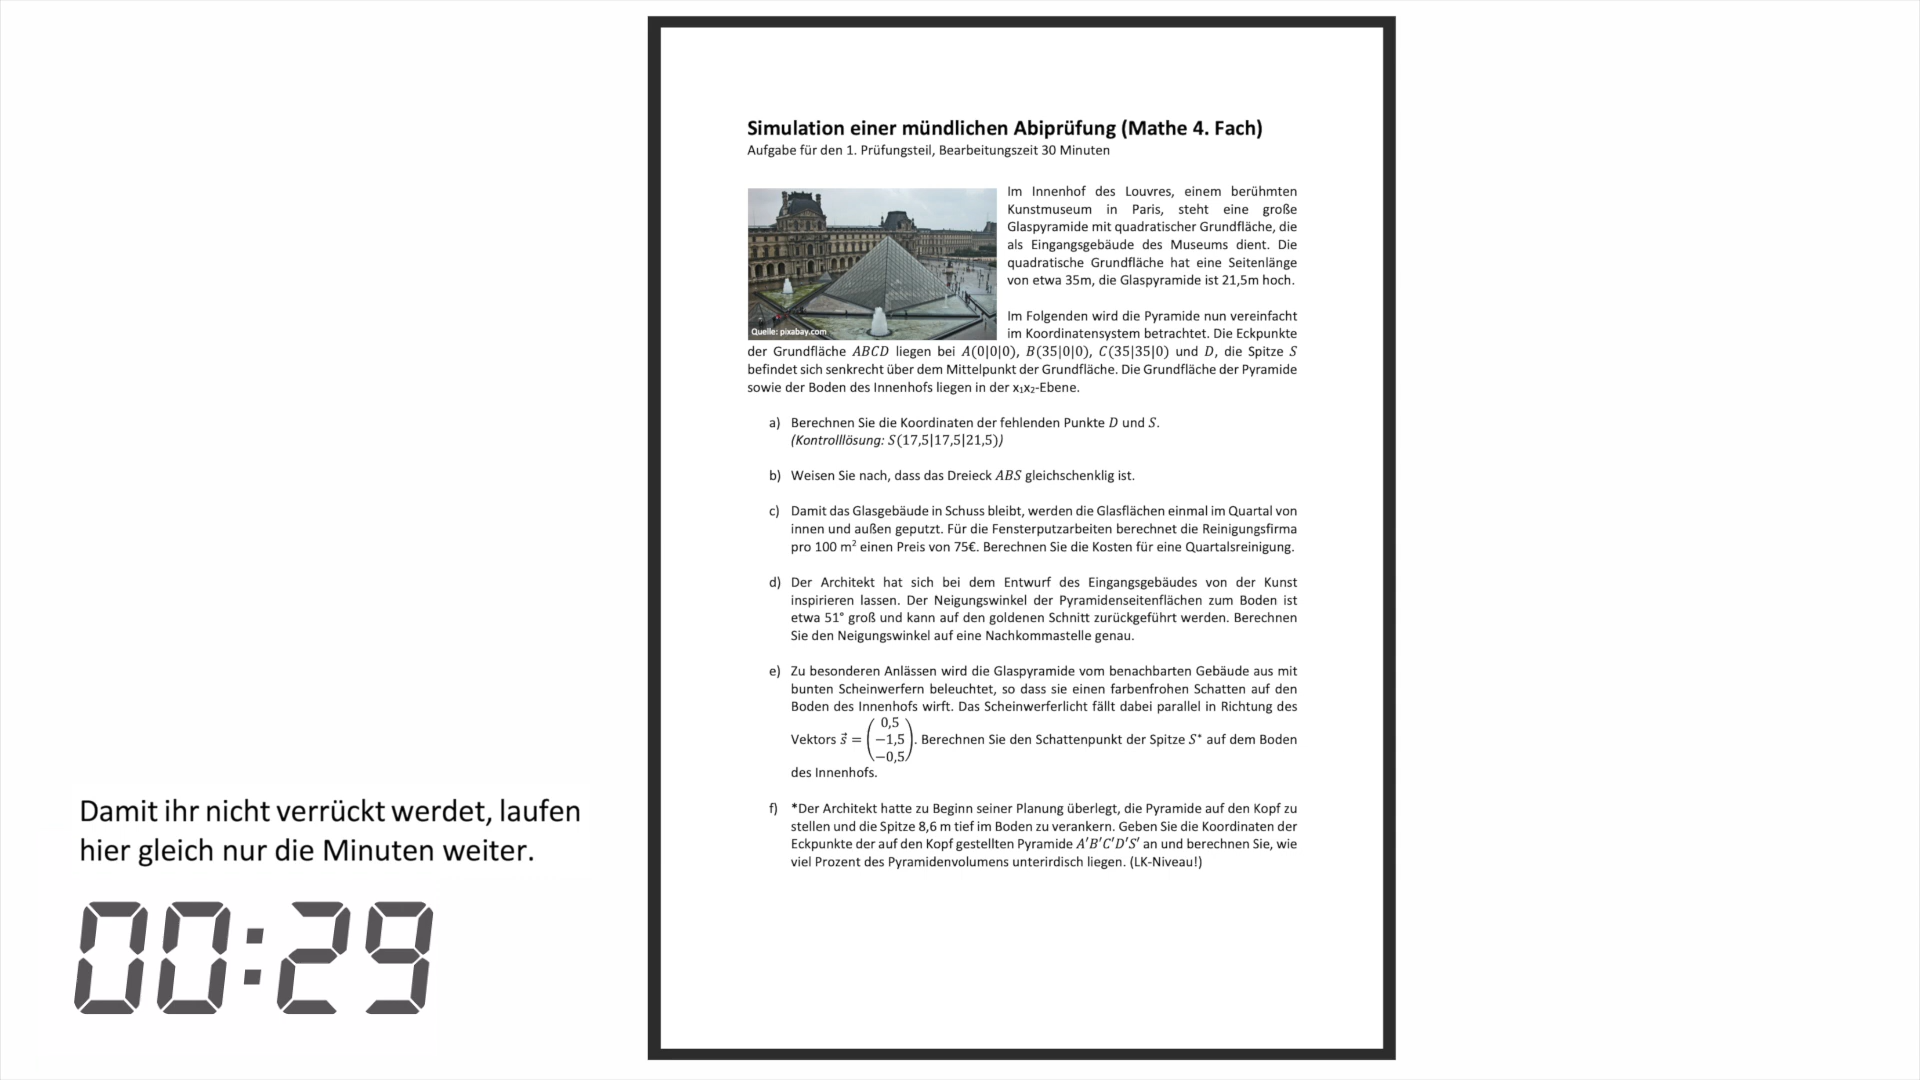 Simulation einer mündlichen Abiprüfung (Mathe 4. Fach)
Aufgabe für den 1. Prüfungsteil, Bearbeitungszeit 30 Minuten
Im Innenhof des Louvres, einem berühmten
Kunstmuseum in Paris, steht eine große
Glaspyramide mit quadratischer Grundfläche, die
als Eingangsgebäude des Museums dient. Die
quadratische Grundfläche hat eine Seitenlänge
von etwa 35m, die Glaspyramide ist 21,5m hoch.
Quelle: pixabay.com
Im Folgenden wird die Pyramide nun vereinfacht
im Koordinatensystem betrachtet. Die Eckpunkte
der Grundfläche ABCD liegen bei A(0|0|0), B(35|0|0), C(35|35|0) und D, die Spitze S
befindet sich senkrecht über dem Mittelpunkt der Grundfläche. Die Grundfläche der Pyramide
sowie der Boden des Innenhofs liegen in der x₁x₂-Ebene.
a) Berechnen Sie die Koordinaten der fehlenden Punkte D und S.
(Kontrolllösung: S(17,5|17,5|21,5))
b) Weisen Sie nach, dass das Dreieck ABS gleichschenklig ist.
c) Damit das Glasgebäude in Schuss bleibt, werden die Glasflächen einmal im Quartal von
innen und außen geputzt. Für die Fensterputzarbeiten berechnet die Reinigungsfirma
pro 100 m² einen Preis von 75€. Berechnen Sie die Kosten für eine Quartalsreinigung.
d) Der Architekt hat sich bei dem Entwurf des Eingangsgebäudes von der Kunst
inspirieren lassen. Der Neigungswinkel der Pyramidenseitenflächen zum Boden ist
etwa 51° groß und kann auf den goldenen Schnitt zurückgeführt werden. Berechnen
Sie den Neigungswinkel auf eine Nachkommastelle genau.
e) Zu besonderen Anlässen wird die Glaspyramide vom benachbarten Gebäude aus mit
bunten Scheinwerfern beleuchtet, so dass sie einen farbenfrohen Schatten auf den
Boden des Innenhofs wirft. Das Scheinwerferlicht fällt dabei parallel in Richtung des
0,5
Vektors s⃗ = (−1,5). Berechnen Sie den Schattenpunkt der Spitze S* auf dem Boden
−0,5
des Innenhofs.
f) *Der Architekt hatte zu Beginn seiner Planung überlegt, die Pyramide auf den Kopf zu
stellen und die Spitze 8,6 m tief im Boden zu verankern. Geben Sie die Koordinaten der
Eckpunkte der auf den Kopf gestellten Pyramide A′B′C′D′S′ an und berechnen Sie, wie
viel Prozent des Pyramidenvolumens unterirdisch liegen. (LK-Niveau!)
Damit ihr nicht verrückt werdet, laufen
hier gleich nur die Minuten weiter.
00:29